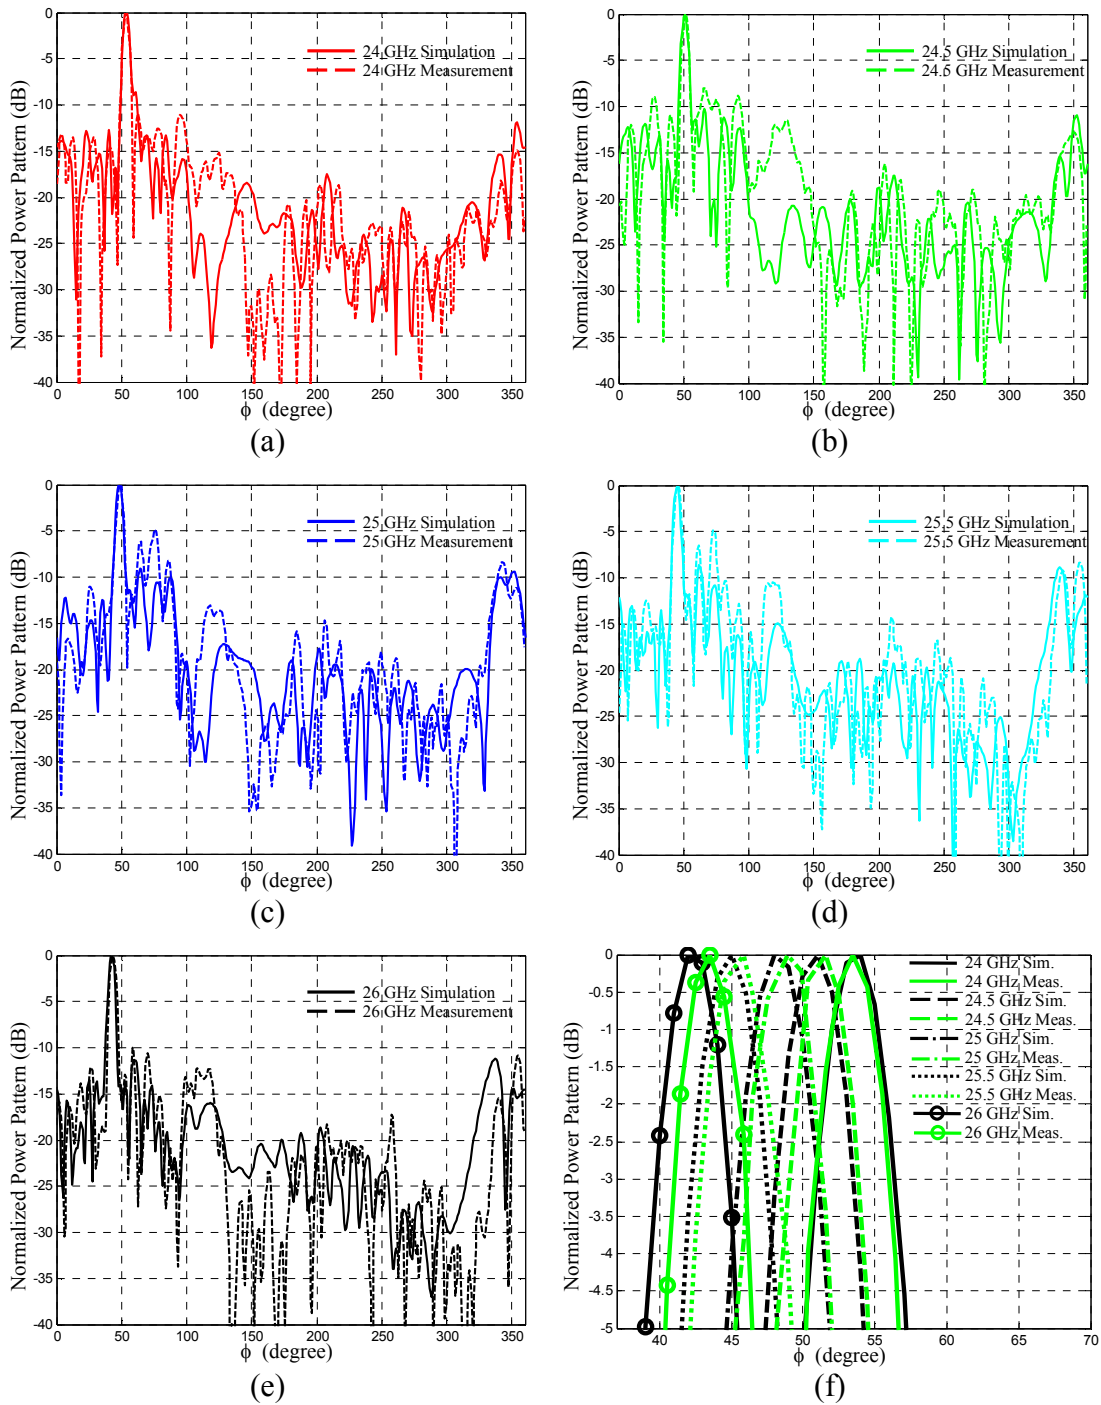 24 GHz Simulation
24 GHz Measurement
Normalized Power Pattern (dB)
0
-5
-10
-15
-20
-25
-30
-35
-40
0 50 100 150 200 250 300 350
ϕ (degree)
(a)
24.5 GHz Simulation
24.5 GHz Measurement
Normalized Power Pattern (dB)
0
-5
-10
-15
-20
-25
-30
-35
-40
0 50 100 150 200 250 300 350
ϕ (degree)
(b)
25 GHz Simulation
25 GHz Measurement
Normalized Power Pattern (dB)
0
-5
-10
-15
-20
-25
-30
-35
-40
0 50 100 150 200 250 300 350
ϕ (degree)
(c)
25.5 GHz Simulation
25.5 GHz Measurement
Normalized Power Pattern (dB)
0
-5
-10
-15
-20
-25
-30
-35
-40
0 50 100 150 200 250 300 350
ϕ (degree)
(d)
26 GHz Simulation
26 GHz Measurement
Normalized Power Pattern (dB)
0
-5
-10
-15
-20
-25
-30
-35
-40
0 50 100 150 200 250 300 350
ϕ (degree)
(e)
24 GHz Sim.
24 GHz Meas.
24.5 GHz Sim.
24.5 GHz Meas.
25 GHz Sim.
25 GHz Meas.
25.5 GHz Sim.
25.5 GHz Meas.
26 GHz Sim.
26 GHz Meas.
Normalized Power Pattern (dB)
0
-0.5
-1
-1.5
-2
-2.5
-3
-3.5
-4
-4.5
-5
40 45 50 55 60 65 70
ϕ (degree)
(f)